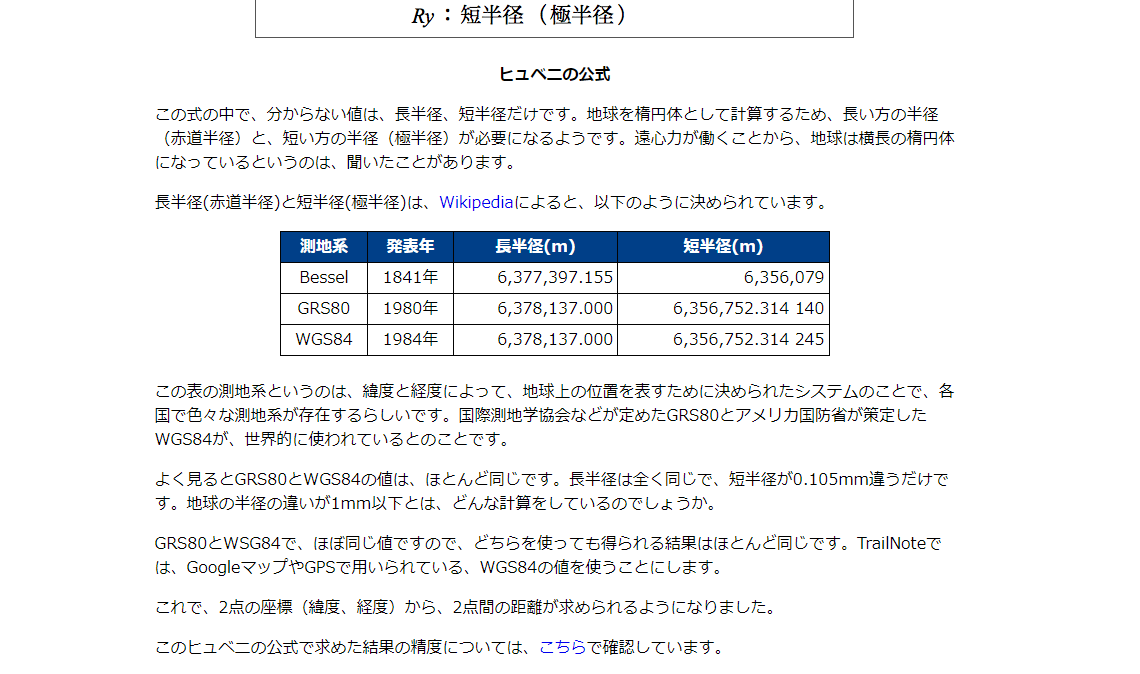 Ry：短半径（極半径）
ヒュベニの公式
この式の中で、分からない値は、長半径、短半径だけです。地球を楕円体として計算するため、長い方の半径
（赤道半径）と、短い方の半径（極半径）が必要になるようです。遠心力が働くことから、地球は横長の楕円体
になっているというのは、聞いたことがあります。
長半径(赤道半径)と短半径(極半径)は、Wikipediaによると、以下のように決められています。
測地系 発表年 長半径(m) 短半径(m)
Bessel 1841年 6,377,397.155 6,356,079
GRS80 1980年 6,378,137.000 6,356,752.314 140
WGS84 1984年 6,378,137.000 6,356,752.314 245
この表の測地系というのは、緯度と経度によって、地球上の位置を表すために決められたシステムのことで、各
国で色々な測地系が存在するらしいです。国際測地学協会などが定めたGRS80とアメリカ国防省が策定した
WGS84が、世界的に使われているとのことです。
よく見るとGRS80とWGS84の値は、ほとんど同じです。長半径は全く同じで、短半径が0.105mm違うだけで
す。地球の半径の違いが1mm以下とは、どんな計算をしているのでしょうか。
GRS80とWSG84で、ほぼ同じ値ですので、どちらを使っても得られる結果はほとんど同じです。TrailNoteで
は、GoogleマップやGPSで用いられている、WGS84の値を使うことにします。
これで、2点の座標（緯度、経度）から、2点間の距離が求められるようになりました。
このヒュベニの公式で求めた結果の精度については、こちらで確認しています。